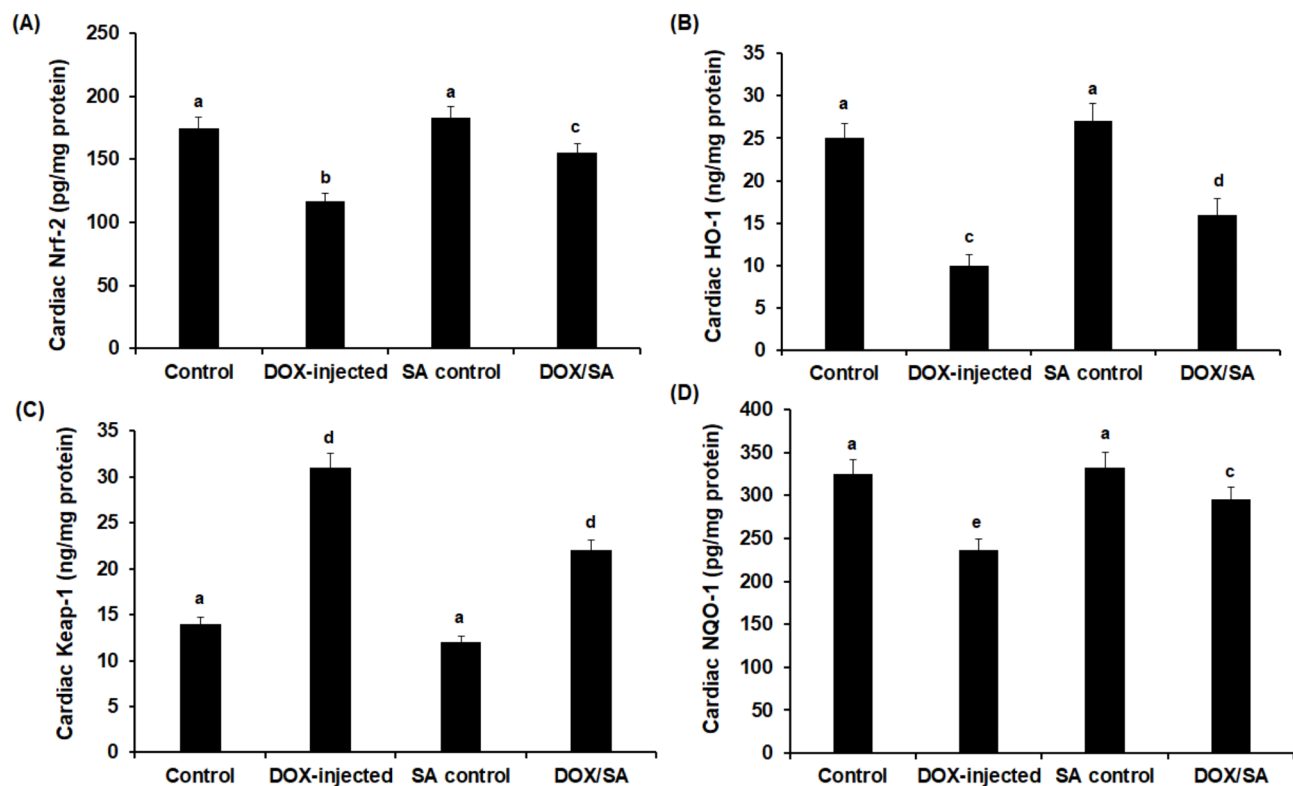 (A)
Cardiac Nrf-2 (pg/mg protein)
250
200
150
100
50
0
a
b
a
c
Control DOX-injected SA control DOX/SA
(B)
Cardiac HO-1 (ng/mg protein)
35
30
25
20
15
10
5
0
a
c
a
d
Control DOX-injected SA control DOX/SA
(C)
Cardiac Keap-1 (ng/mg protein)
35
30
25
20
15
10
5
0
a
d
a
d
Control DOX-injected SA control DOX/SA
(D)
Cardiac NQO-1 (pg/mg protein)
400
350
300
250
200
150
100
50
0
a
e
a
c
Control DOX-injected SA control DOX/SA